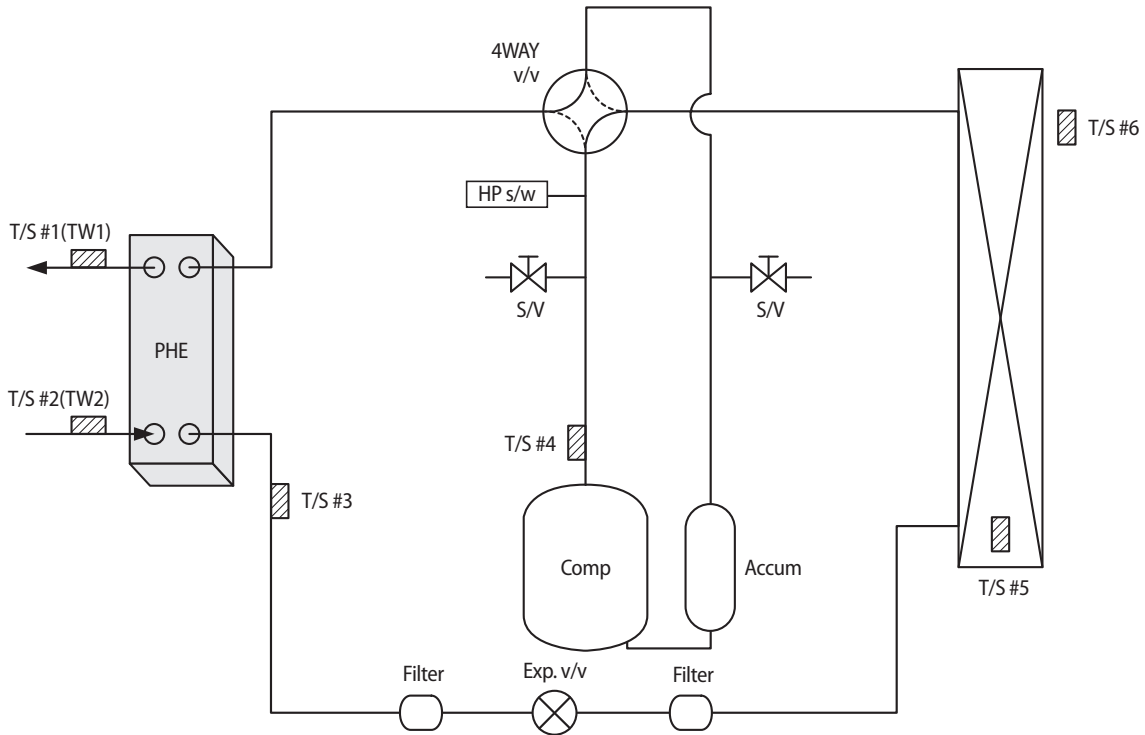 4WAY
v/v
T/S #6
HP s/w
T/S #1(TW1)
S/V
S/V
PHE
T/S #2(TW2)
T/S #4
T/S #3
Comp
Accum
T/S #5
Filter
Exp. v/v
Filter